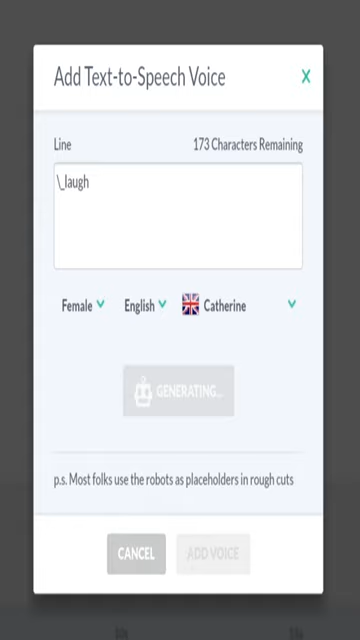 Add Text-to-Speech Voice X
Line 173 Characters Remaining
\_laugh
Female English Catherine
GENERATING...
p.s. Most folks use the robots as placeholders in rough cuts
CANCEL ADD VOICE